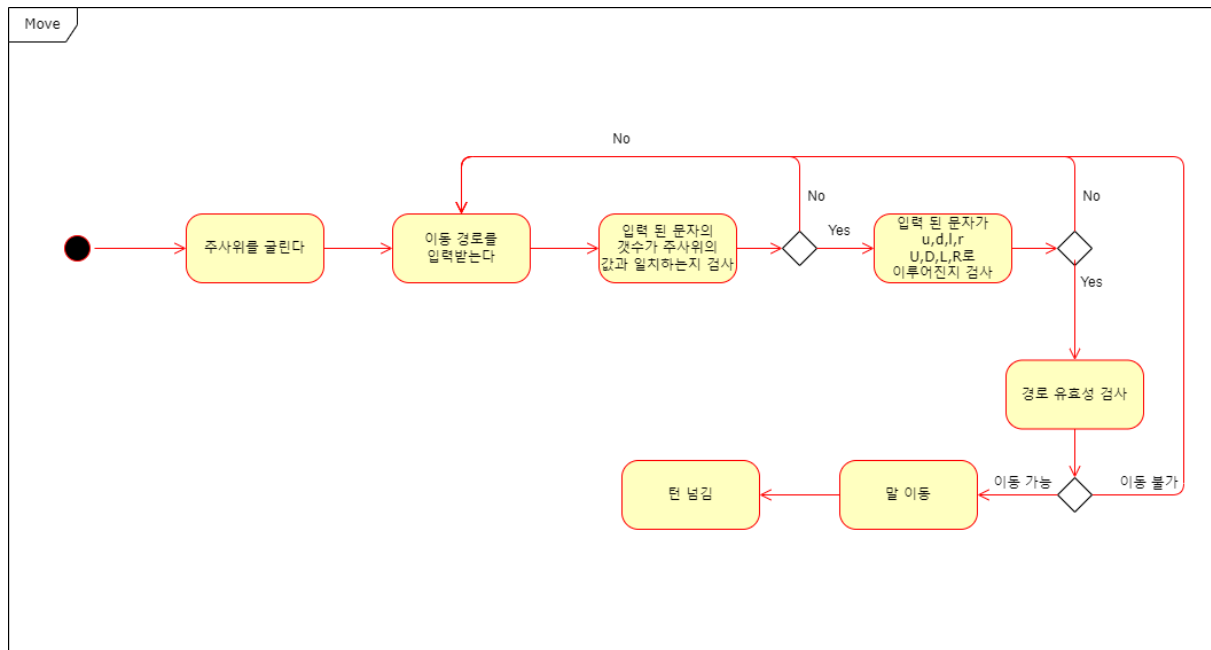 Move
No
주사위를 굴린다
이동 경로를
입력받는다
입력 된 문자의
갯수가 주사위의
값과 일치하는지 검사
No
Yes
입력 된 문자가
u,d,l,r
U,D,L,R로
이루어진지 검사
No
Yes
경로 유효성 검사
이동 가능
이동 불가
말 이동
턴 넘김